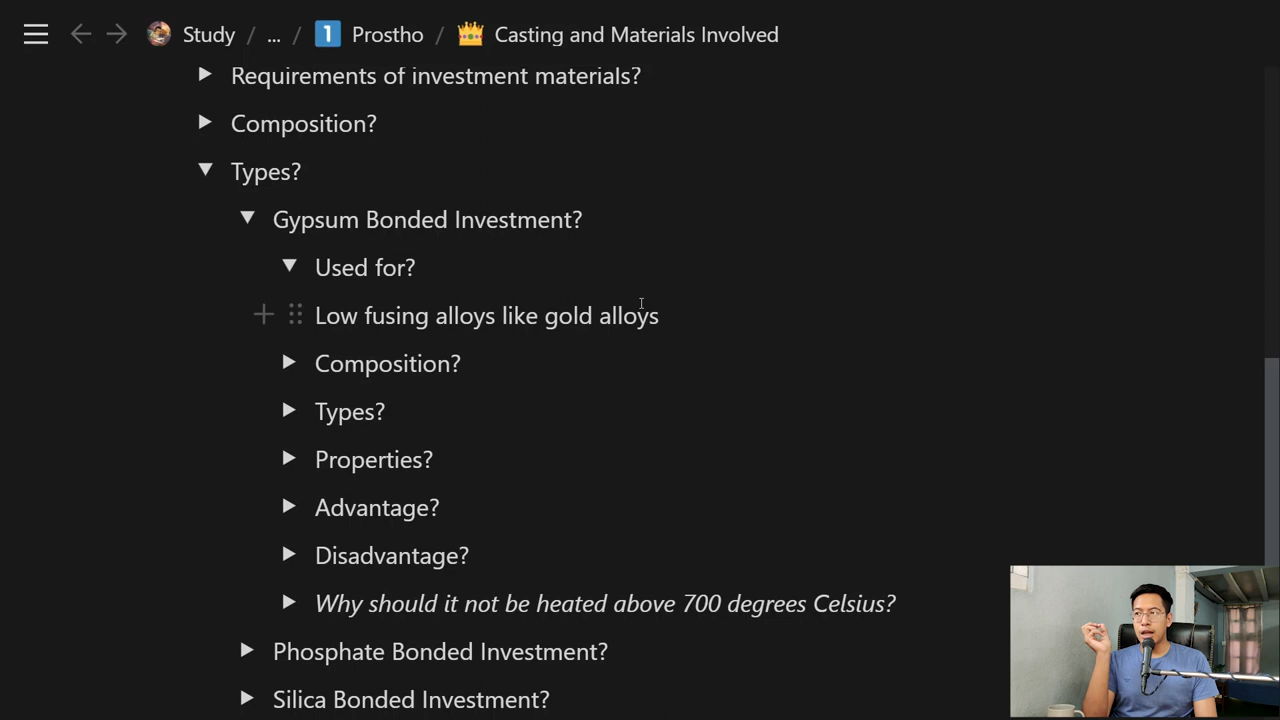 Study / ... / 1 Prostho / Casting and Materials Involved
Requirements of investment materials?
Composition?
Types?
Gypsum Bonded Investment?
Used for?
Low fusing alloys like gold alloys
Composition?
Types?
Properties?
Advantage?
Disadvantage?
Why should it not be heated above 700 degrees Celsius?
Phosphate Bonded Investment?
Silica Bonded Investment?